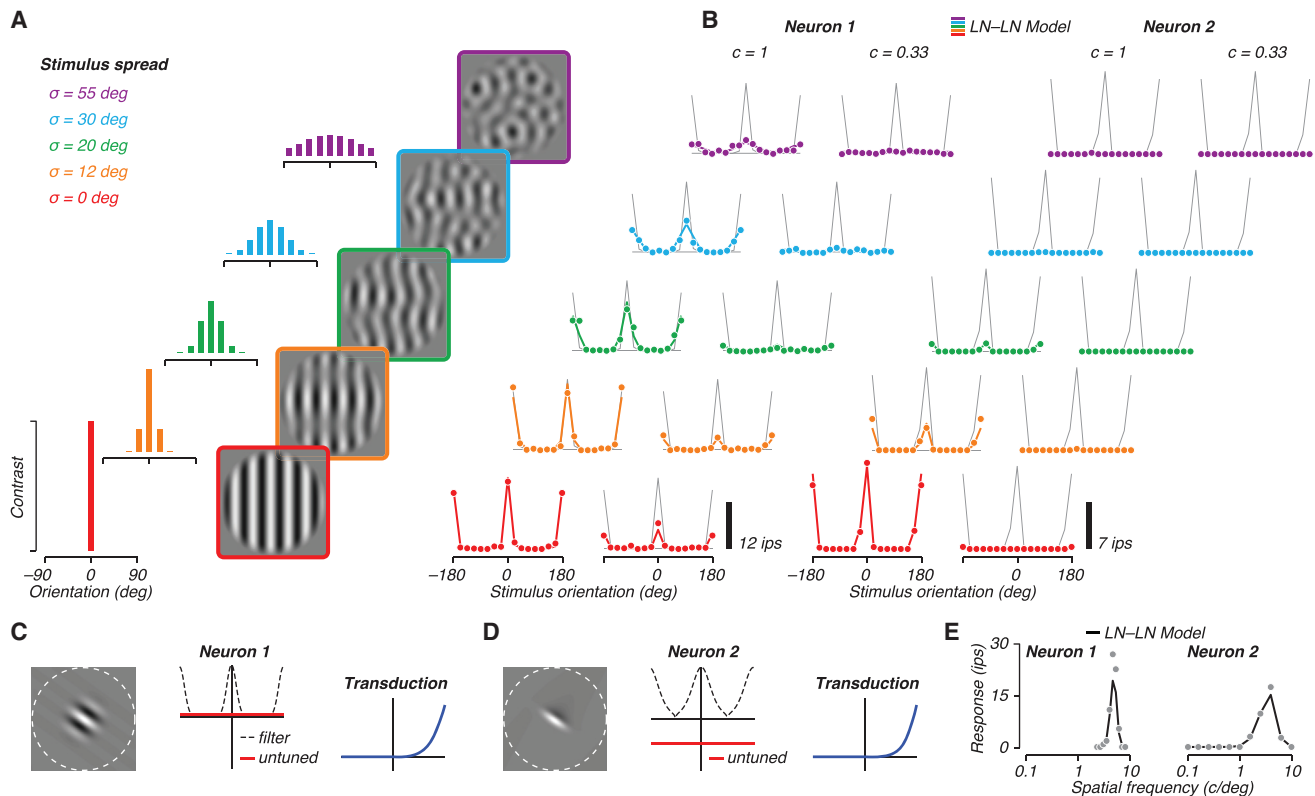 A
Stimulus spread
σ = 55 deg
σ = 30 deg
σ = 20 deg
σ = 12 deg
σ = 0 deg
Contrast
−90 0 90
Orientation (deg)
B
Neuron 1
LN–LN Model
Neuron 2
c = 1
c = 0.33
c = 1
c = 0.33
12 ips
7 ips
−180 0 180
0 180
−180 0 180
0 180
Stimulus orientation (deg)
Stimulus orientation (deg)
C
Neuron 1
filter
untuned
Transduction
D
Neuron 2
untuned
Transduction
E
LN–LN Model
Neuron 1
Neuron 2
Response (ips)
30
15
0
0.1 1 10
0.1 1 10
Spatial frequency (c/deg)